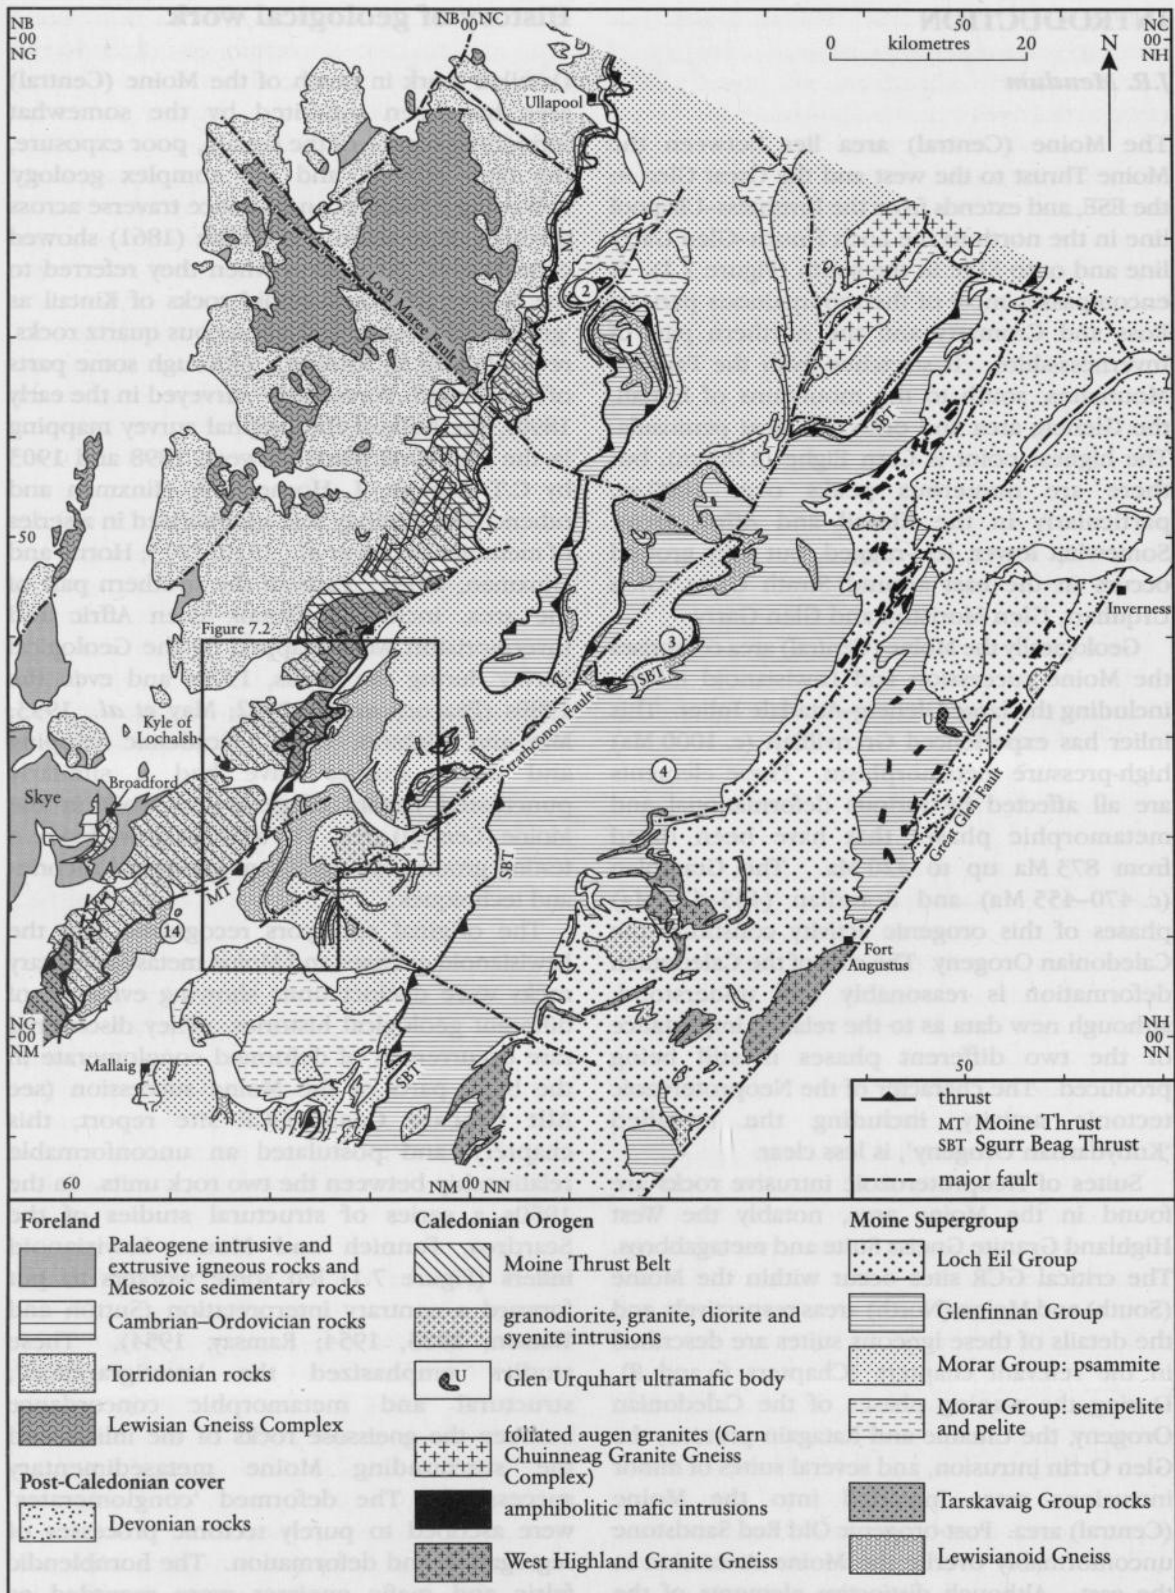 NB
00
NG
NB 00 NC
50
NC
00
NH
0 kilometres 20
N
Ullapool
MT
Loch Maree Fault
2
1
SBT
MT
50
Inverness
Figure 7.2
3
SBT
Kyle of
Lochalsh
Strathconon Fault
U
4
Skye
Broadford
Great Glen Fault
SBT
MT
14
Fort
Augustus
NG
00
NM
NH
00
NN
Mallaig
SBT
50
thrust
MT Moine Thrust
SBT Sgurr Beag Thrust
major fault
60
NM 00 NN
Foreland
Palaeogene intrusive and
extrusive igneous rocks and
Mesozoic sedimentary rocks
Cambrian–Ordovician rocks
Torridonian rocks
Lewisian Gneiss Complex
Post-Caledonian cover
Devonian rocks
Caledonian Orogen
Moine Thrust Belt
granodiorite, granite, diorite and
syenite intrusions
U Glen Urquhart ultramafic body
foliated augen granites (Carn
Chuinneag Granite Gneiss
Complex)
amphibolitic mafic intrusions
West Highland Granite Gneiss
Moine Supergroup
Loch Eil Group
Glenfinnan Group
Morar Group: psammite
Morar Group: semipelite
and pelite
Tarskavaig Group rocks
Lewisianoid Gneiss